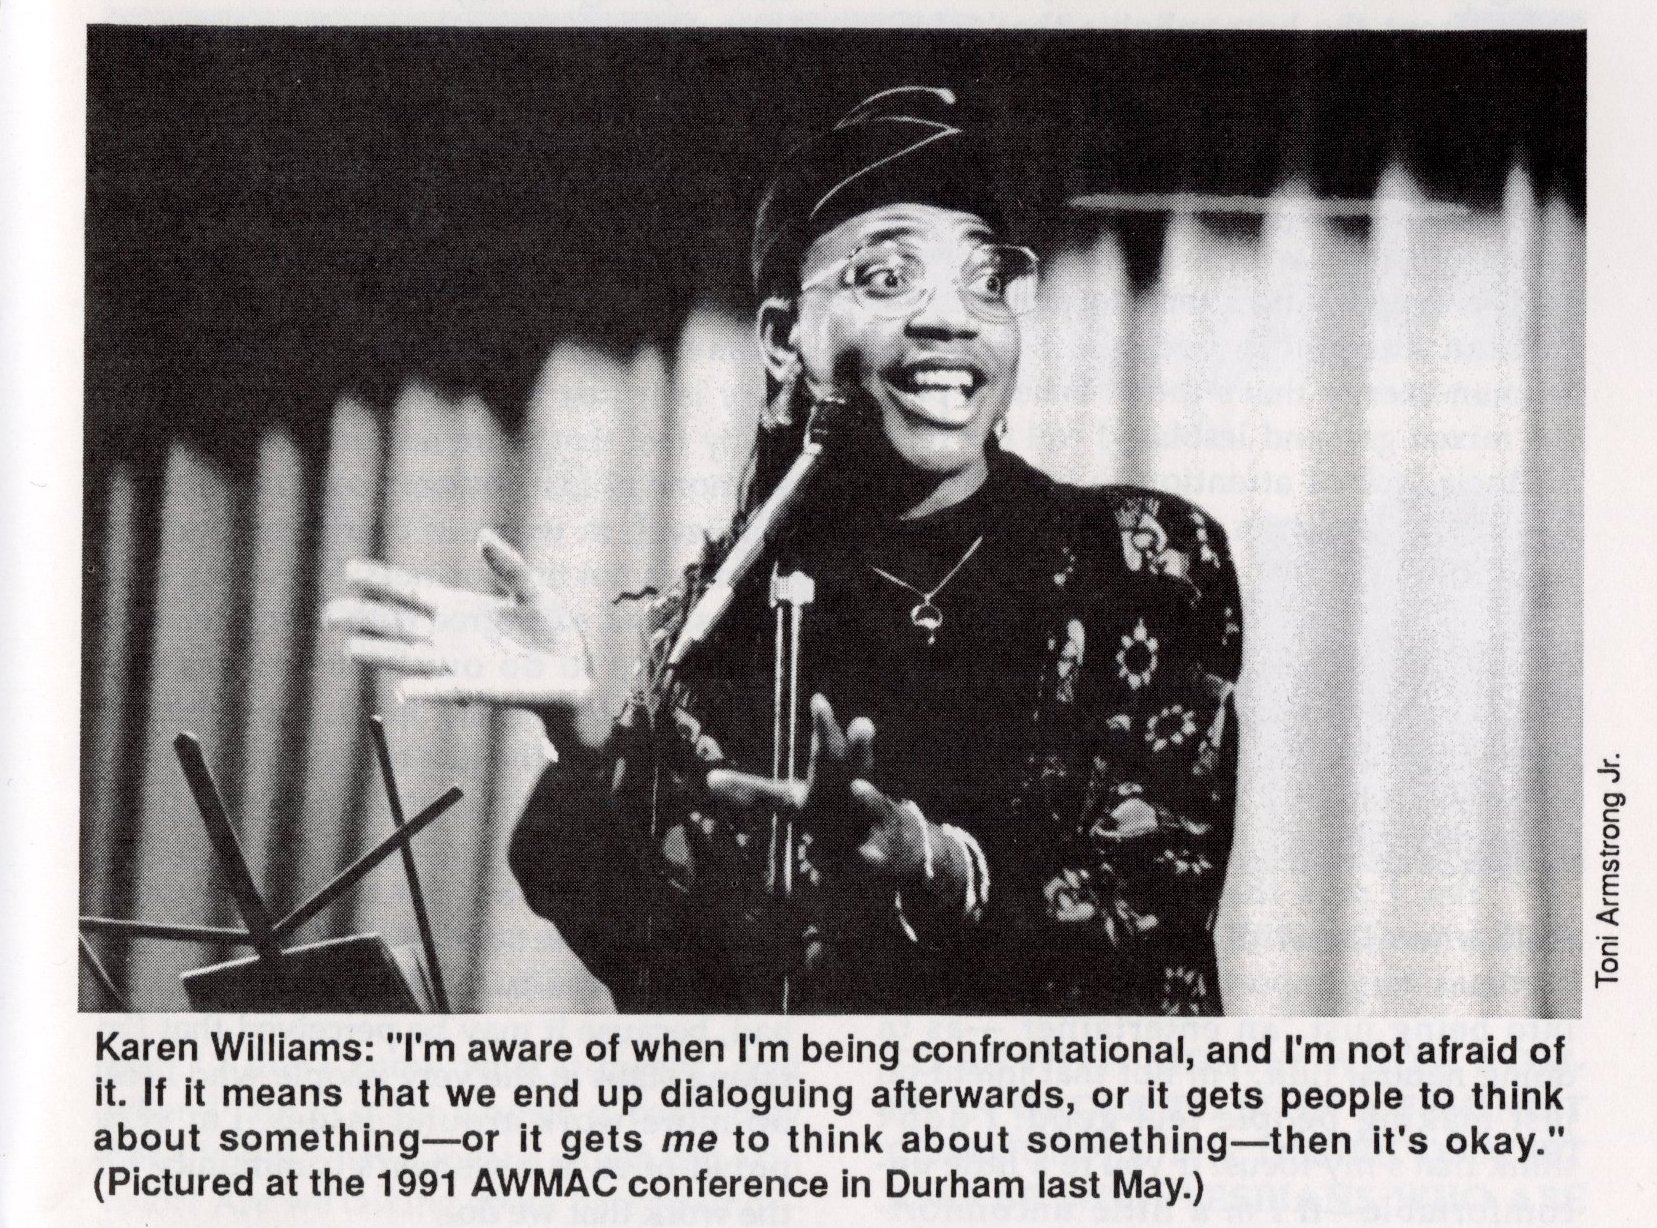 Toni Armstrong Jr.
Karen Williams: "I'm aware of when I'm being confrontational, and I'm not afraid of
it. If it means that we end up dialoguing afterwards, or it gets people to think
about something—or it gets me to think about something—then it's okay."
(Pictured at the 1991 AWMAC conference in Durham last May.)